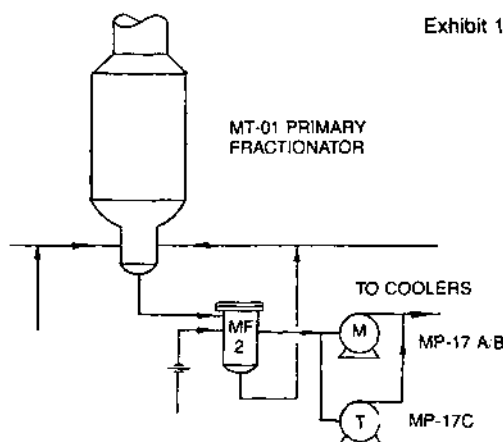 Exhibit 1
MT-01 PRIMARY
FRACTIONATOR
TO COOLERS
MF
2
M
MP-17 A/B
T
MP-17C